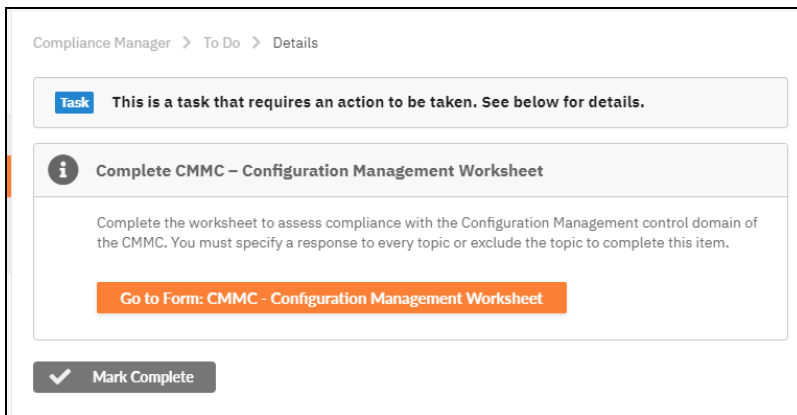 Compliance Manager > To Do > Details
Task This is a task that requires an action to be taken. See below for details.
Complete CMMC – Configuration Management Worksheet
Complete the worksheet to assess compliance with the Configuration Management control domain of
the CMMC. You must specify a response to every topic or exclude the topic to complete this item.
Go to Form: CMMC - Configuration Management Worksheet
Mark Complete